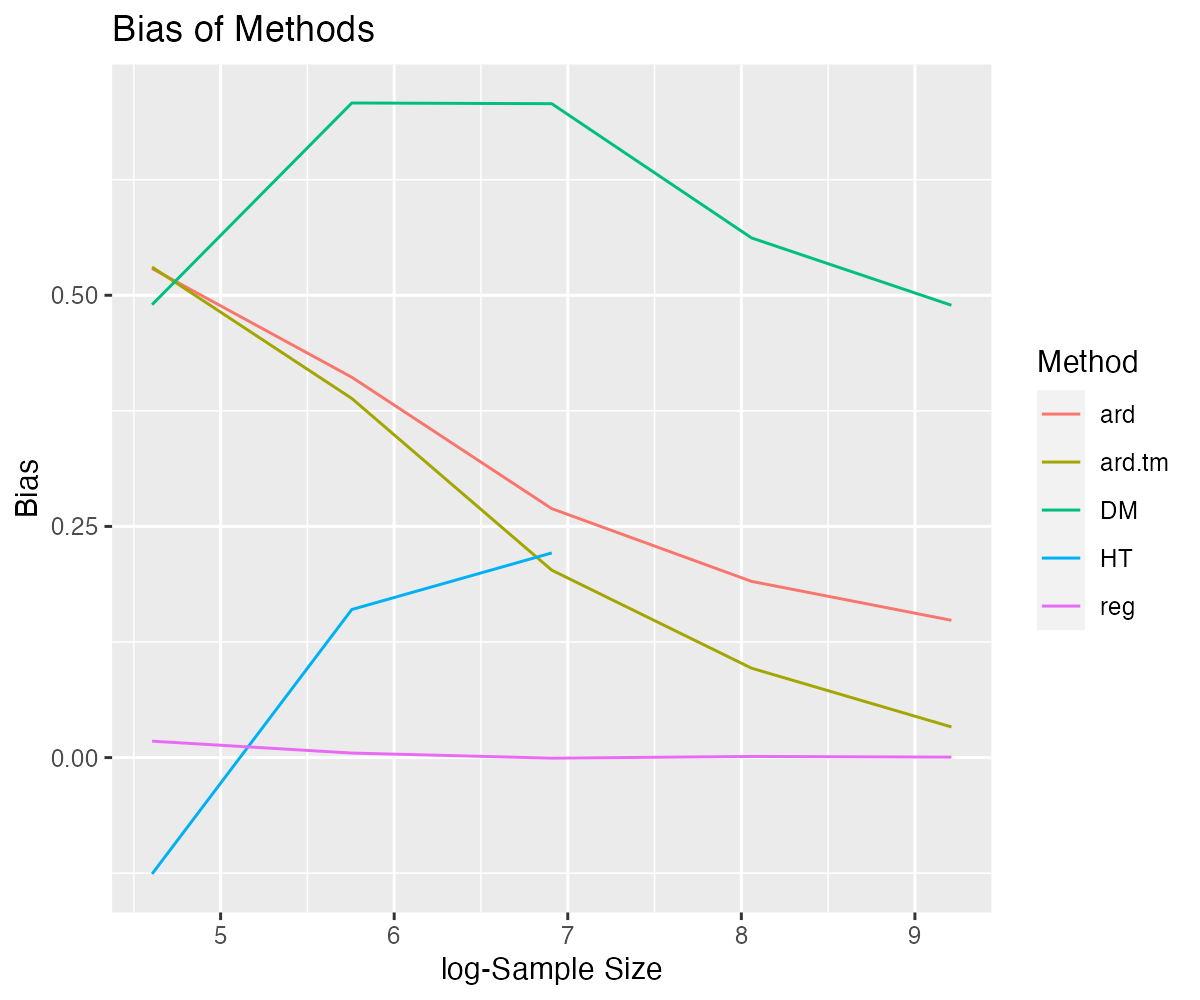 Bias of Methods
0.50
0.25
0.00
Bias
5 6 7 8 9
log-Sample Size
Method
ard
ard.tm
DM
HT
reg